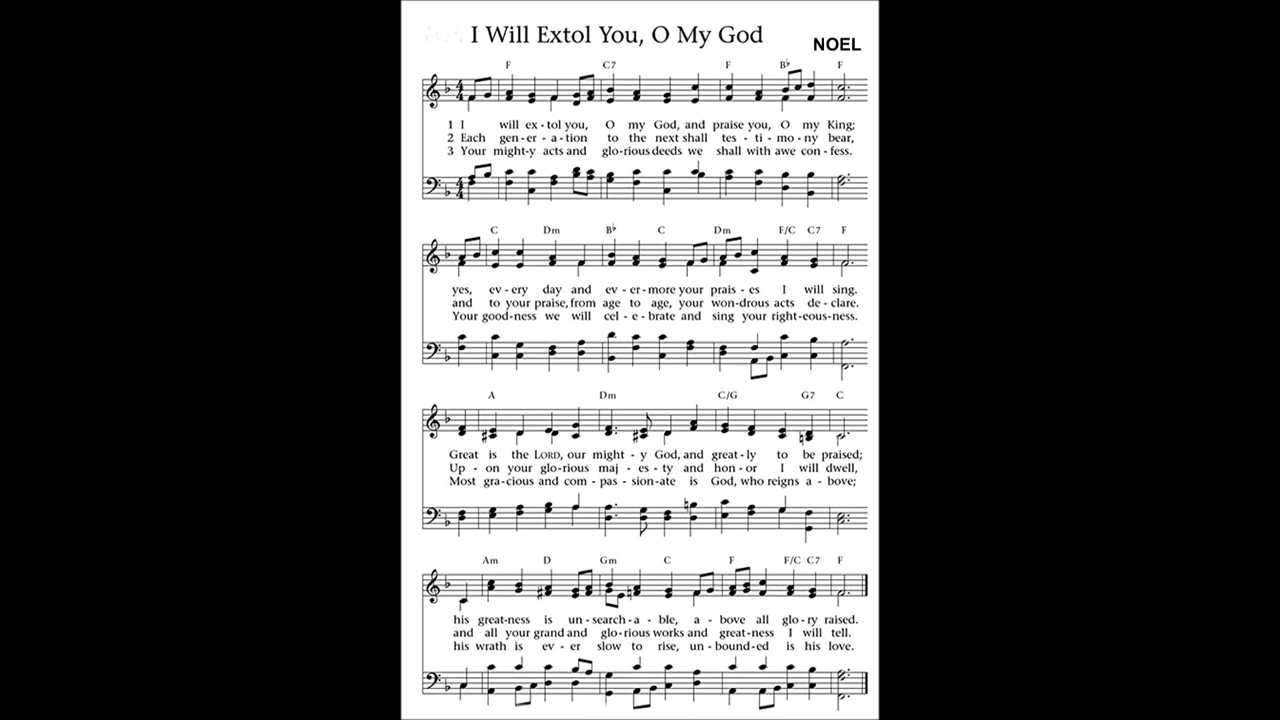 I Will Extol You, O My God
NOEL
F C7 F B♭ F
1 I will ex - tol you, O my God, and praise you, O my King;
2 Each gen - er - a - tion to the next shall tes - ti - mo - ny bear,
3 Your might-y acts and glo-rious deeds we shall with awe con - fess.
C Dm B♭ C Dm F/C C7 F
yes, ev - ery day and ev - er-more your prais - es I will sing.
and to your praise, from age to age, your won-drous acts de - clare.
Your good-ness we will cel - e - brate and sing your right-eous-ness.
A Dm C/G G7 C
Great is the LORD, our might - y God, and great - ly to be praised;
Up - on your glo-rious maj - es - ty and hon - or I will dwell,
Most gra-cious and com - pas - sion-ate is God, who reigns a - bove;
Am D Gm C F F/C C7 F
his great-ness is un-search-a - ble, a - bove all glo - ry raised.
and all your grand and glo-rious works and great-ness I will tell.
his wrath is ev - er slow to rise, un - bound-ed is his love.